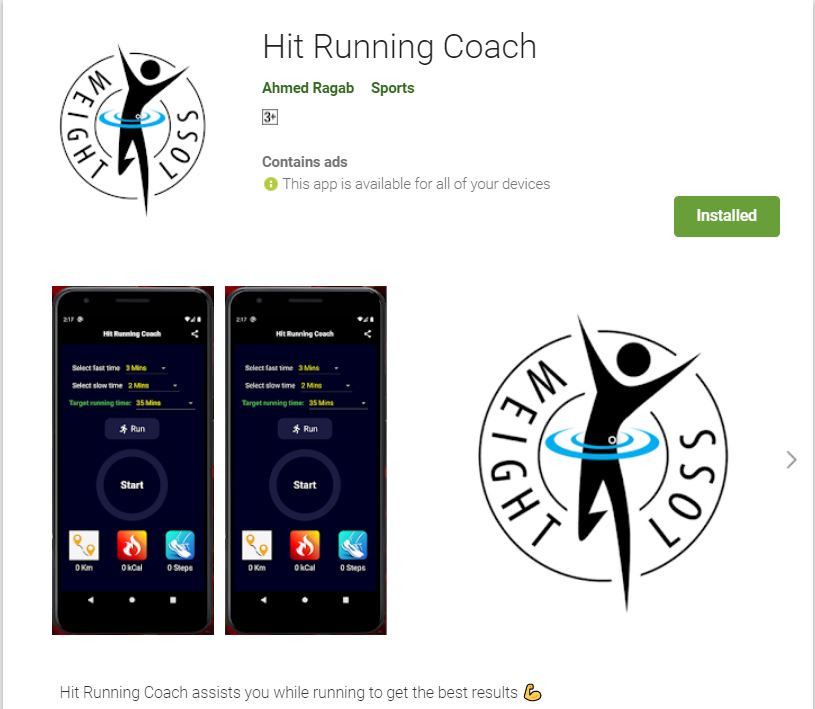 Hit Running Coach
Ahmed Ragab Sports
3+
Contains ads
This app is available for all of your devices
Installed
WEIGHT LOSS
2:17
Hit Running Coach
Select fast time 3 Mins
Select slow time 2 Mins
Target running time: 35 Mins
Run
Start
0 Km 0 kCal 0 Steps
2:17
Hit Running Coach
Select fast time 3 Mins
Select slow time 2 Mins
Target running time: 35 Mins
Run
Start
0 Km 0 kCal 0 Steps
WEIGHT LOSS
Hit Running Coach assists you while running to get the best results 💪